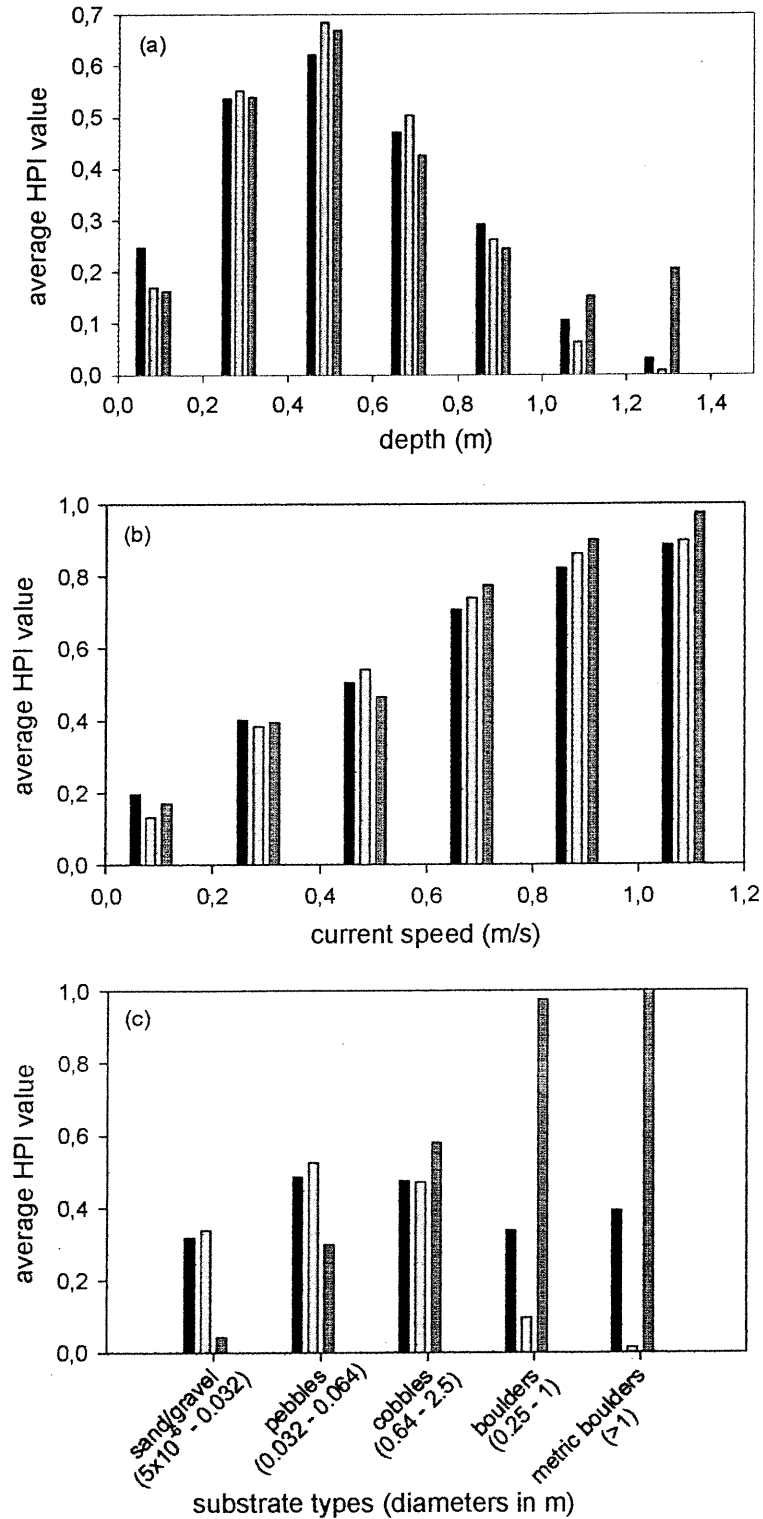 (a)
average HPI value
0,7
0,6
0,5
0,4
0,3
0,2
0,1
0,0
0,0 0,2 0,4 0,6 0,8 1,0 1,2 1,4
depth (m)
(b)
average HPI value
1,0
0,8
0,6
0,4
0,2
0,0
0,0 0,2 0,4 0,6 0,8 1,0 1,2
current speed (m/s)
(c)
average HPI value
1,0
0,8
0,6
0,4
0,2
0,0
sand/gravel
(5x10⁻⁸ - 0.032)
pebbles
(0.032 - 0.064)
cobbles
(0.64 - 2.5)
boulders
(0.25 - 1)
metric boulders
(>1)
substrate types (diameters in m)